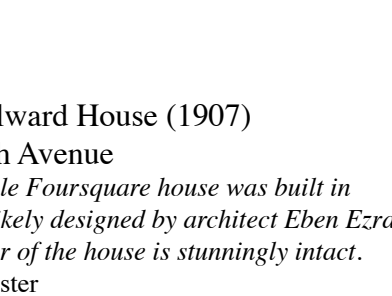 lward House (1907)
n Avenue
le Foursquare house was built in
kely designed by architect Eben Ezra
r of the house is stunningly intact.
ster